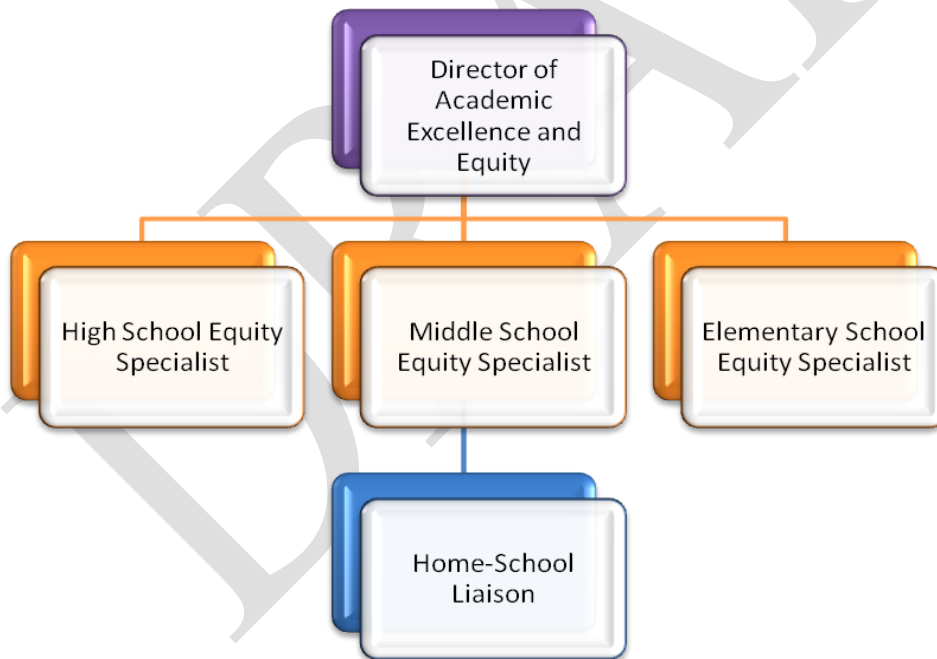 Director of
Academic
Excellence and
Equity
High School Equity
Specialist
Middle School
Equity Specialist
Elementary School
Equity Specialist
Home-School
Liaison